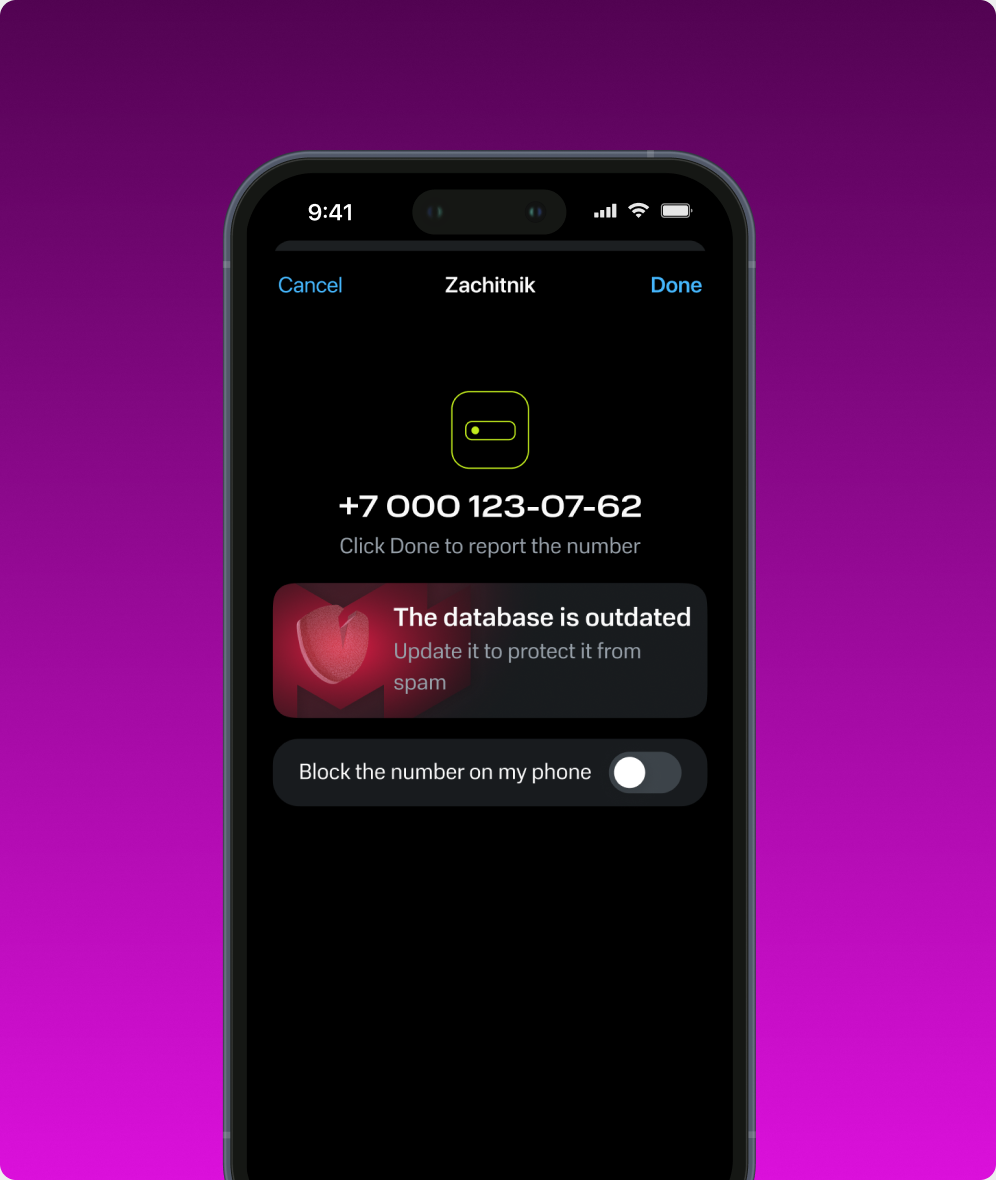 9:41
Cancel Zachitnik Done
+7 000 123-07-62
Click Done to report the number
The database is outdated
Update it to protect it from
spam
Block the number on my phone